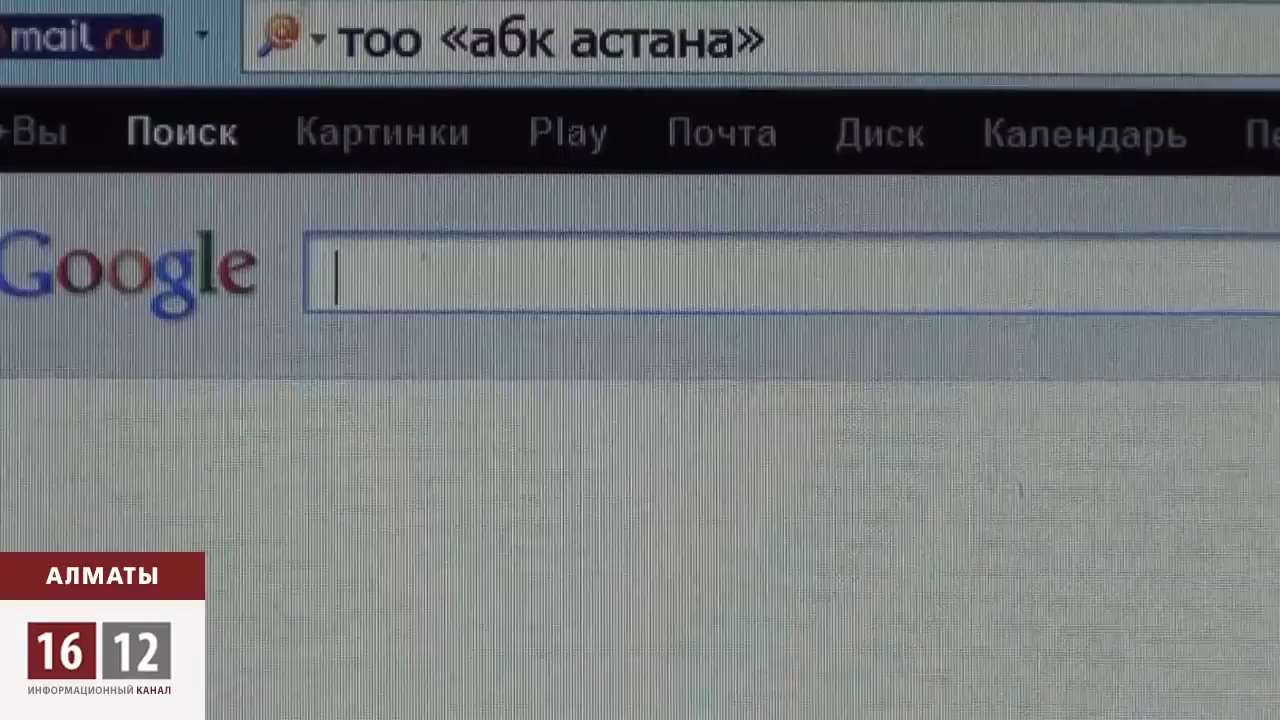 mail.ru тоо «абк астана»
+Вы Поиск Картинки Play Почта Диск Календарь
Google
АЛМАТЫ
16 12
ИНФОРМАЦИОННЫЙ КАНАЛ